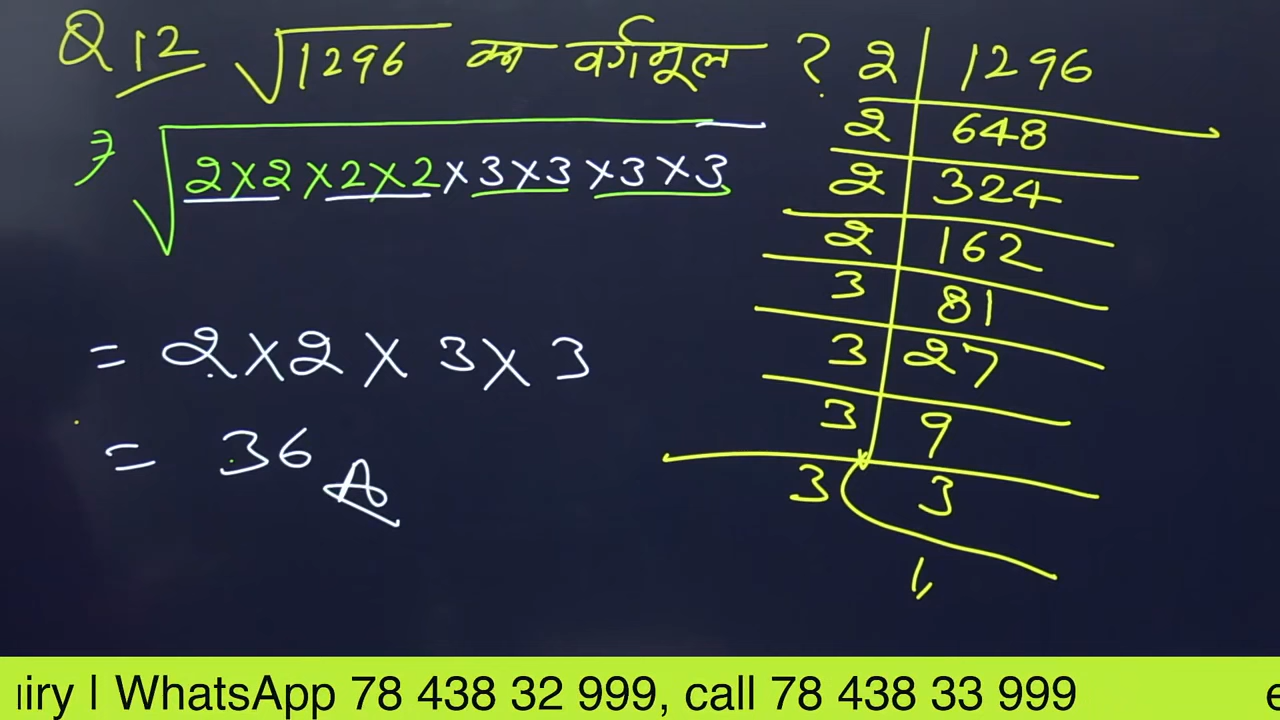 Q 12 √1296 का वर्गमूल ?
⇒ √2×2×2×2×3×3×3×3
= 2×2×3×3
= 36 A
2 | 1296
2 | 648
2 | 324
2 | 162
3 | 81
3 | 27
3 | 9
3 | 3
1
iry | WhatsApp 78 438 32 999, call 78 438 33 999 e